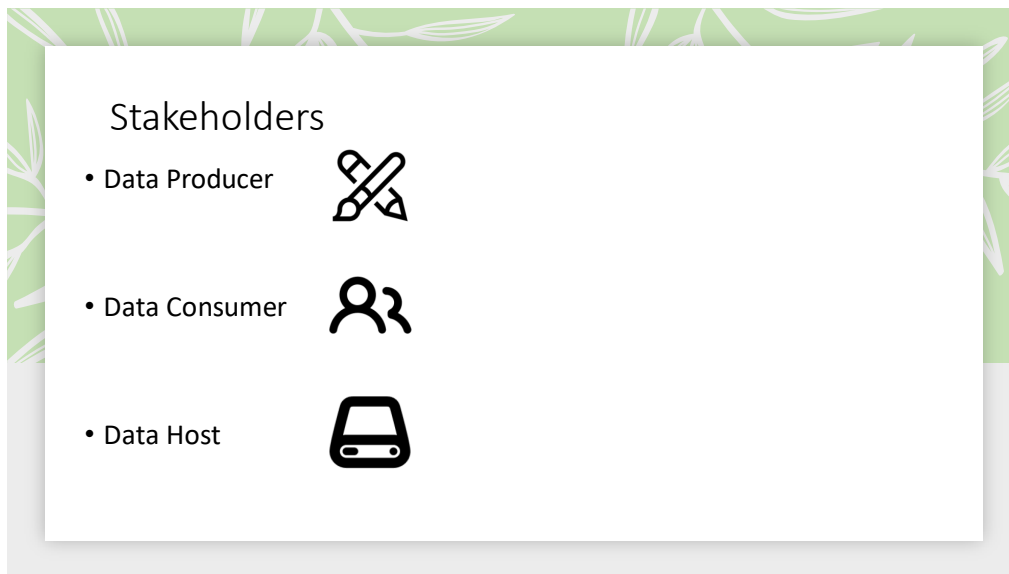 Stakeholders
• Data Producer
• Data Consumer
• Data Host